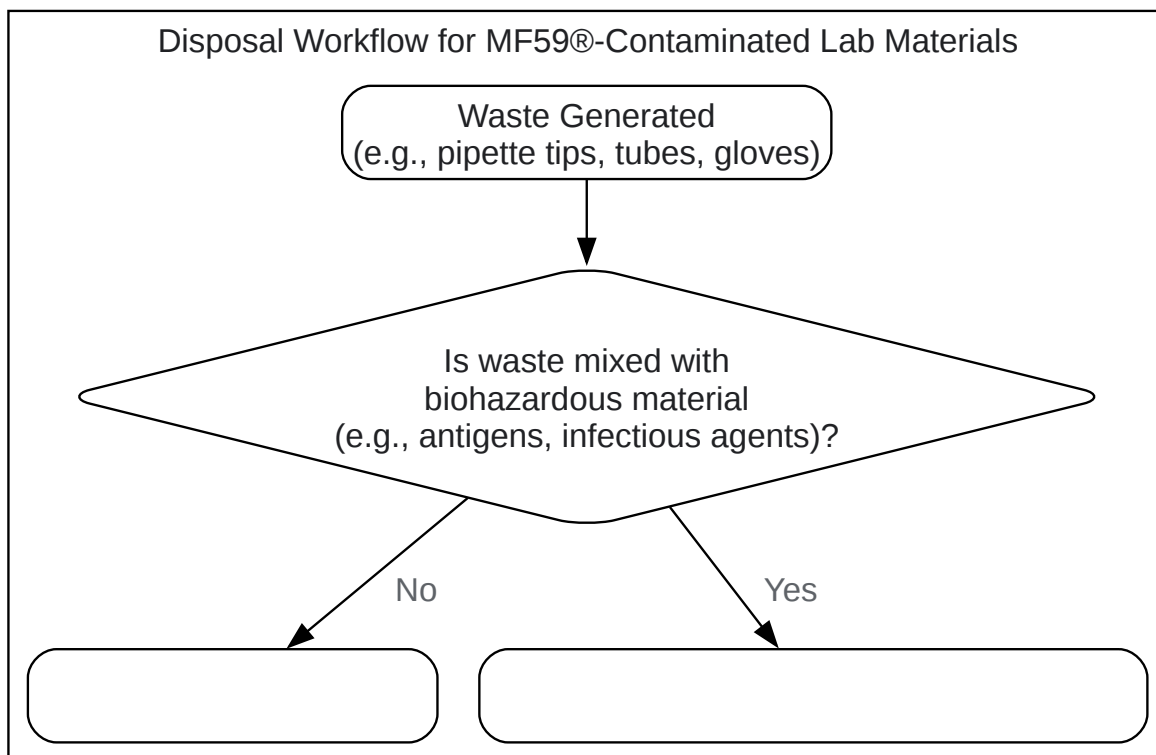 Disposal Workflow for MF59®-Contaminated Lab Materials
Waste Generated
(e.g., pipette tips, tubes, gloves)
Is waste mixed with
biohazardous material
(e.g., antigens, infectious agents)?
No
Yes